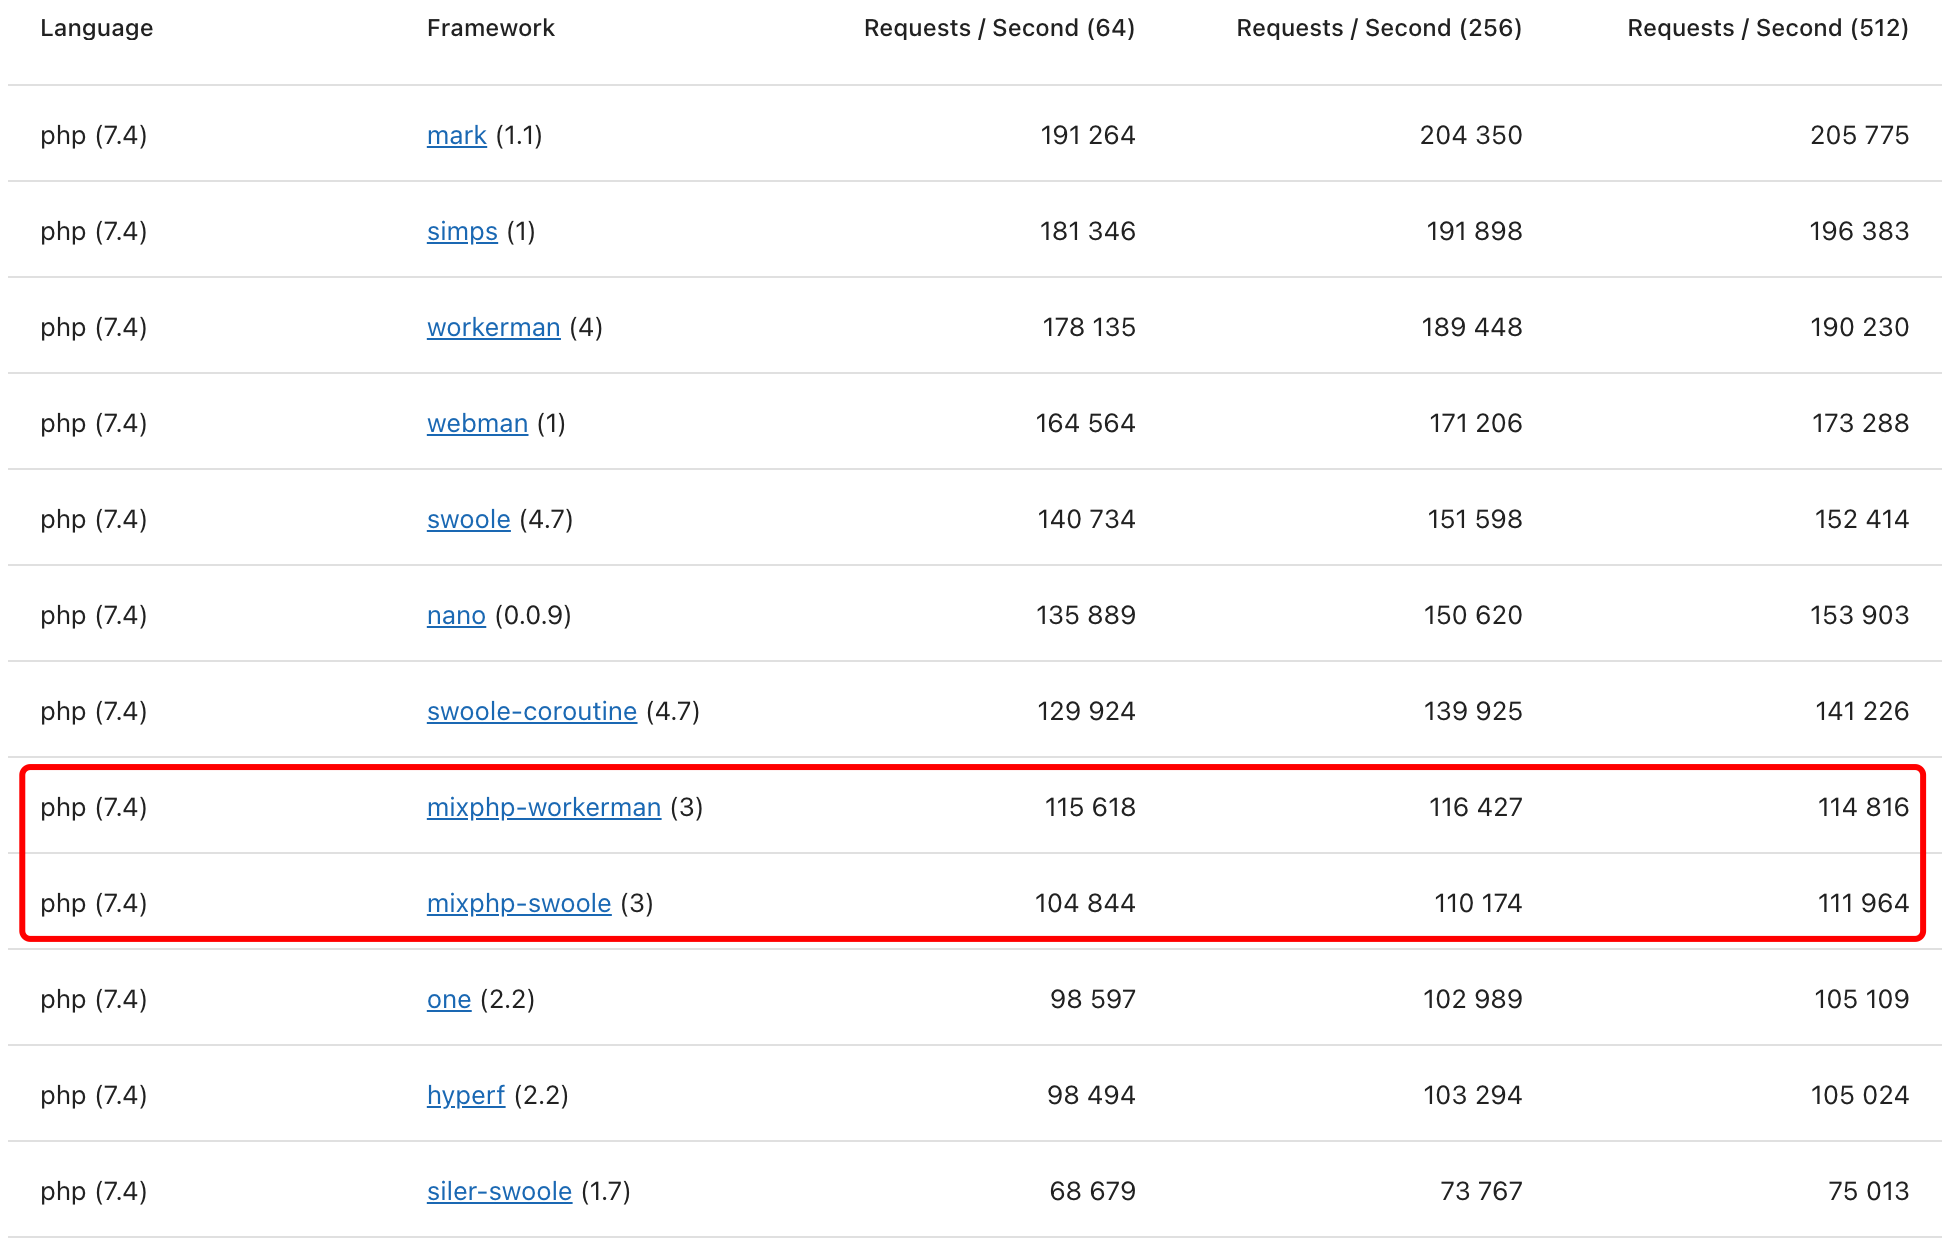 Language Framework Requests / Second (64) Requests / Second (256) Requests / Second (512)
php (7.4) mark (1.1) 191 264 204 350 205 775
php (7.4) simps (1) 181 346 191 898 196 383
php (7.4) workerman (4) 178 135 189 448 190 230
php (7.4) webman (1) 164 564 171 206 173 288
php (7.4) swoole (4.7) 140 734 151 598 152 414
php (7.4) nano (0.0.9) 135 889 150 620 153 903
php (7.4) swoole-coroutine (4.7) 129 924 139 925 141 226
php (7.4) mixphp-workerman (3) 115 618 116 427 114 816
php (7.4) mixphp-swoole (3) 104 844 110 174 111 964
php (7.4) one (2.2) 98 597 102 989 105 109
php (7.4) hyperf (2.2) 98 494 103 294 105 024
php (7.4) siler-swoole (1.7) 68 679 73 767 75 013